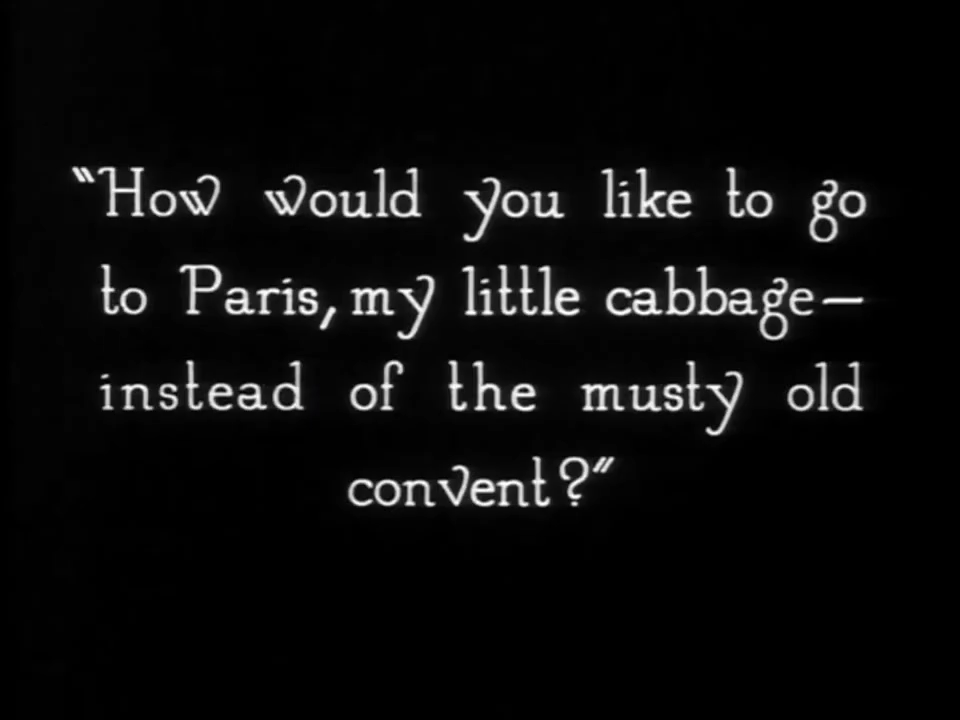 “How would you like to go
to Paris, my little cabbage—
instead of the musty old
convent?”